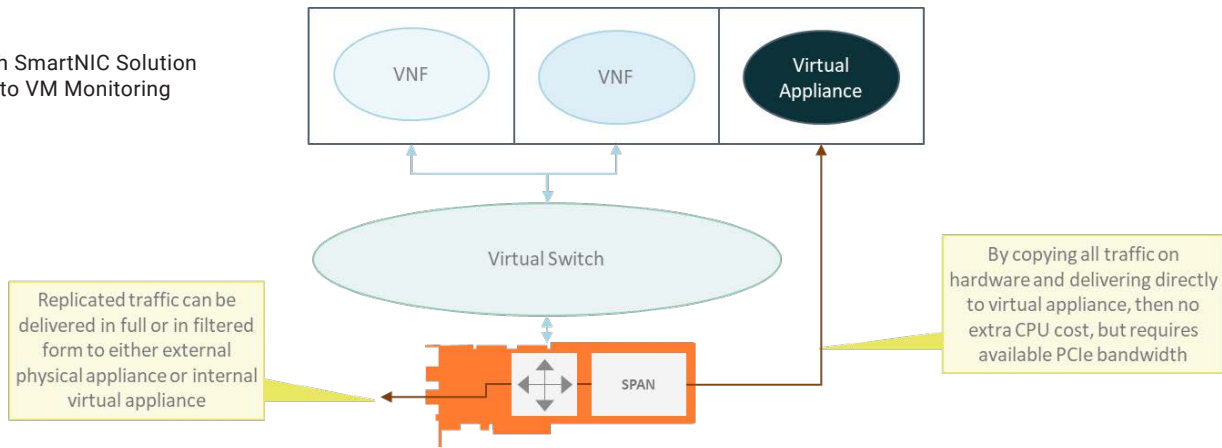 SmartNIC Solution
to VM Monitoring
VNF
VNF
Virtual
Appliance
Virtual Switch
Replicated traffic can be
delivered in full or in filtered
form to either external
physical appliance or internal
virtual appliance
By copying all traffic on
hardware and delivering directly
to virtual appliance, then no
extra CPU cost, but requires
available PCIe bandwidth
SPAN